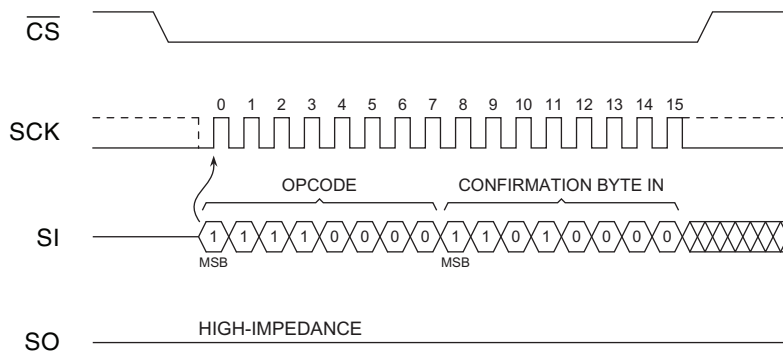 CS
0 1 2 3 4 5 6 7 8 9 10 11 12 13 14 15
SCK
OPCODE CONFIRMATION BYTE IN
SI 1 1 1 1 0 0 0 0 1 1 0 1 0 0 0 0
MSB MSB
HIGH-IMPEDANCE
SO